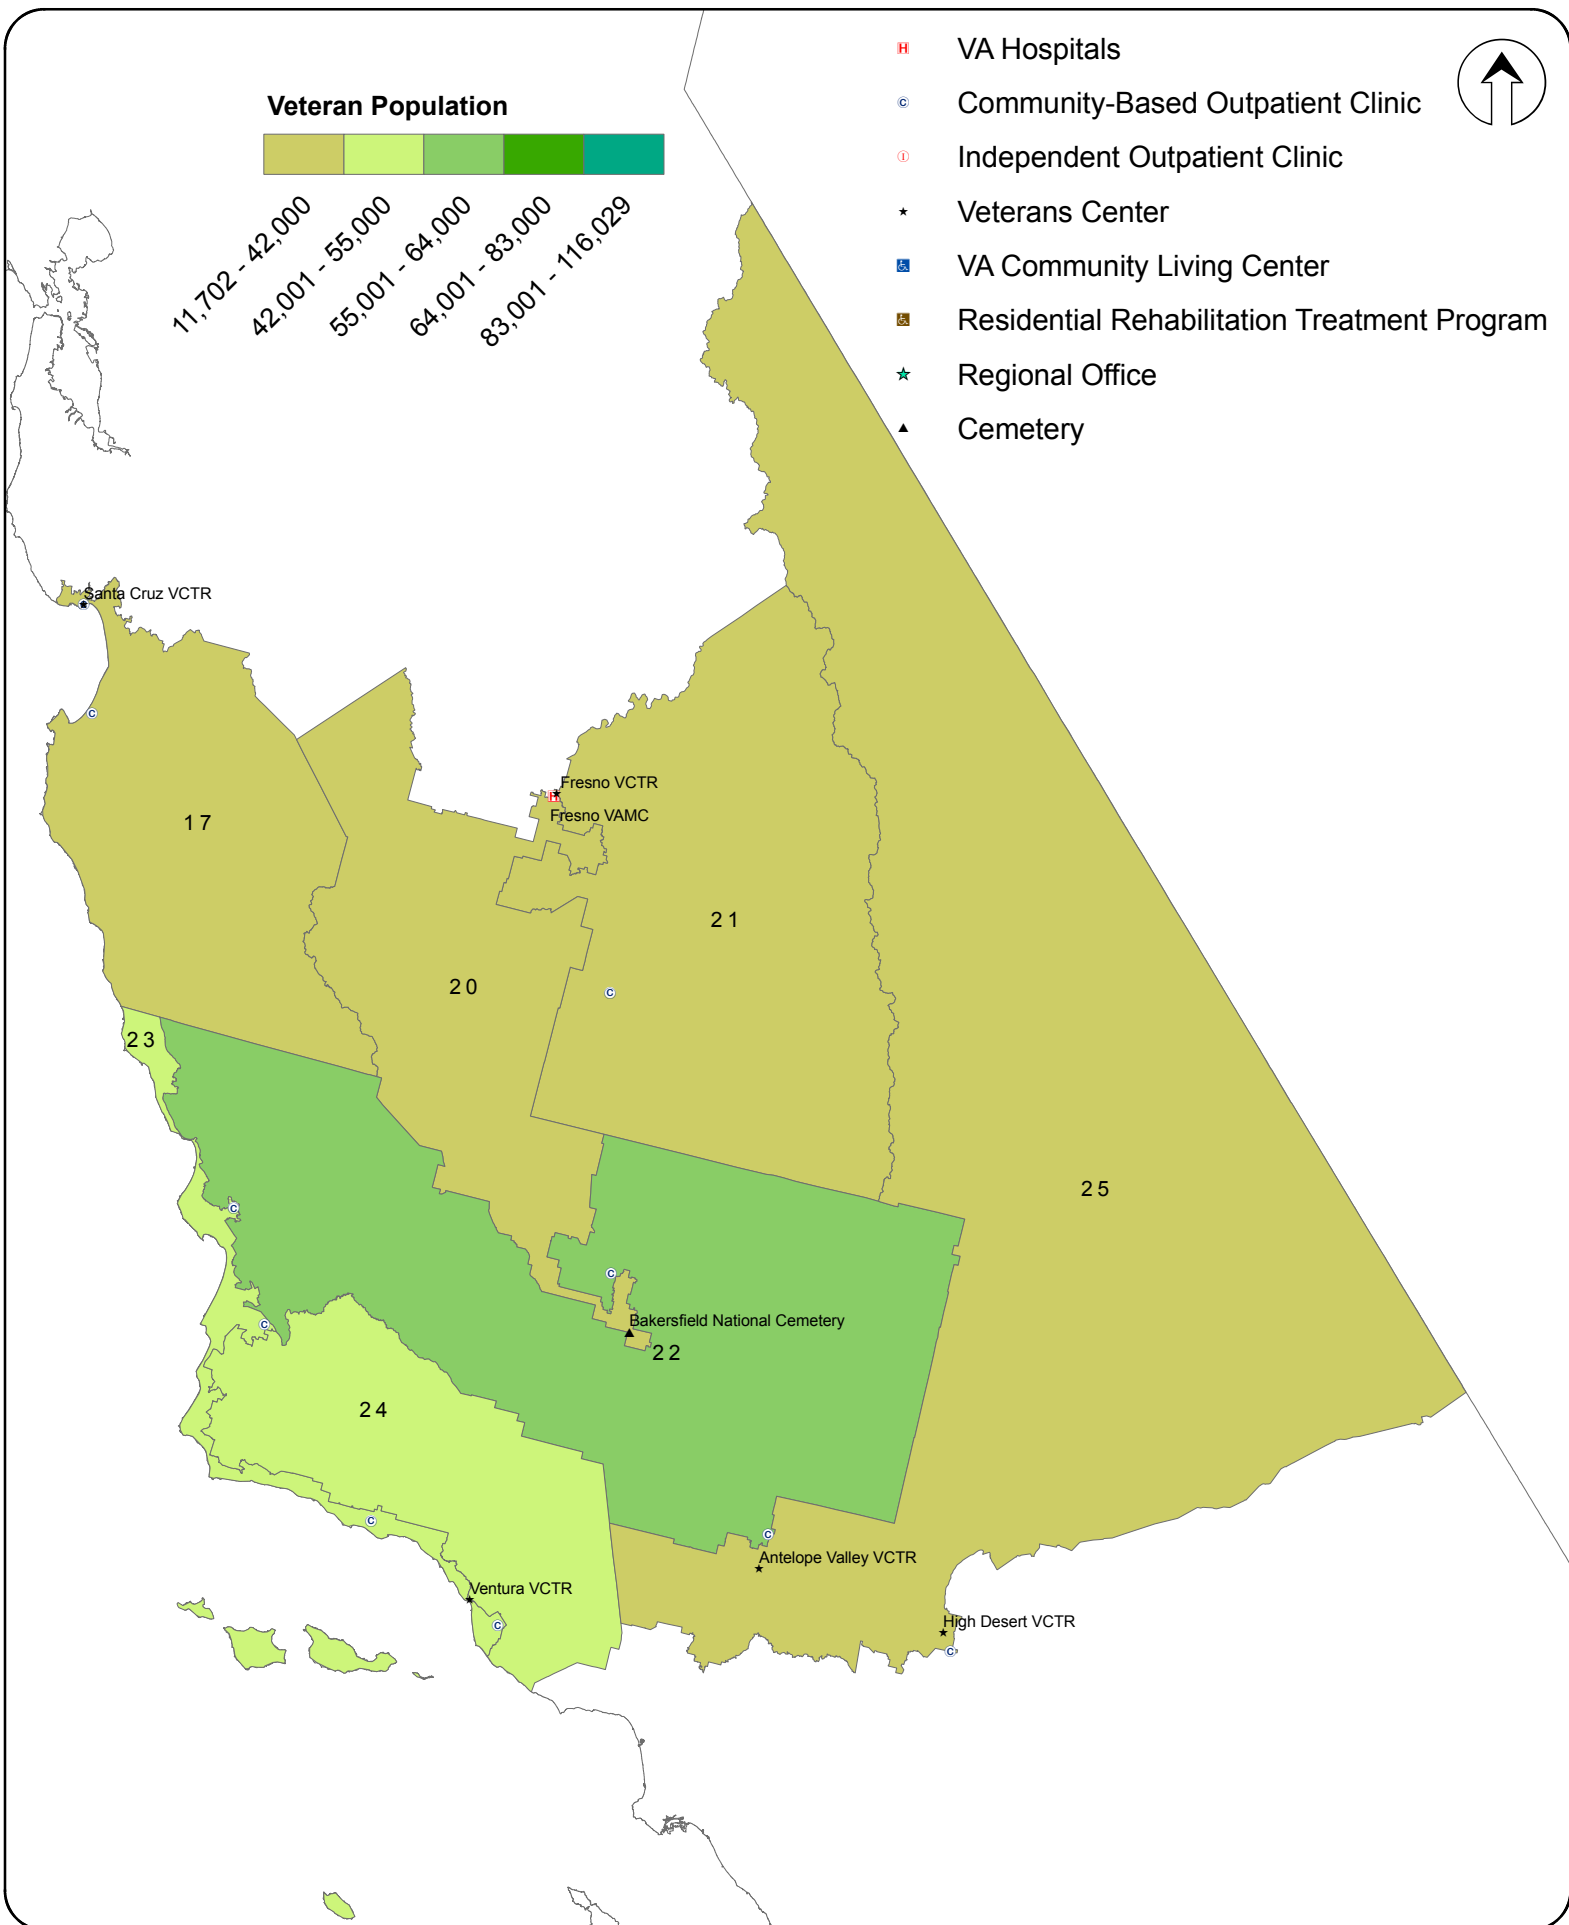 VA Hospitals
Community-Based Outpatient Clinic
Independent Outpatient Clinic
Veterans Center
VA Community Living Center
Residential Rehabilitation Treatment Program
Regional Office
Cemetery
Veteran Population
11,702 - 42,000
42,001 - 55,000
55,001 - 64,000
64,001 - 83,000
83,001 - 116,029
Santa Cruz VCTR
C
Fresno VCTR
H
Fresno VAMC
17
21
20
C
23
25
C
C
Bakersfield National Cemetery
C
22
24
C
C
Antelope Valley VCTR
Ventura VCTR
C
High Desert VCTR
C